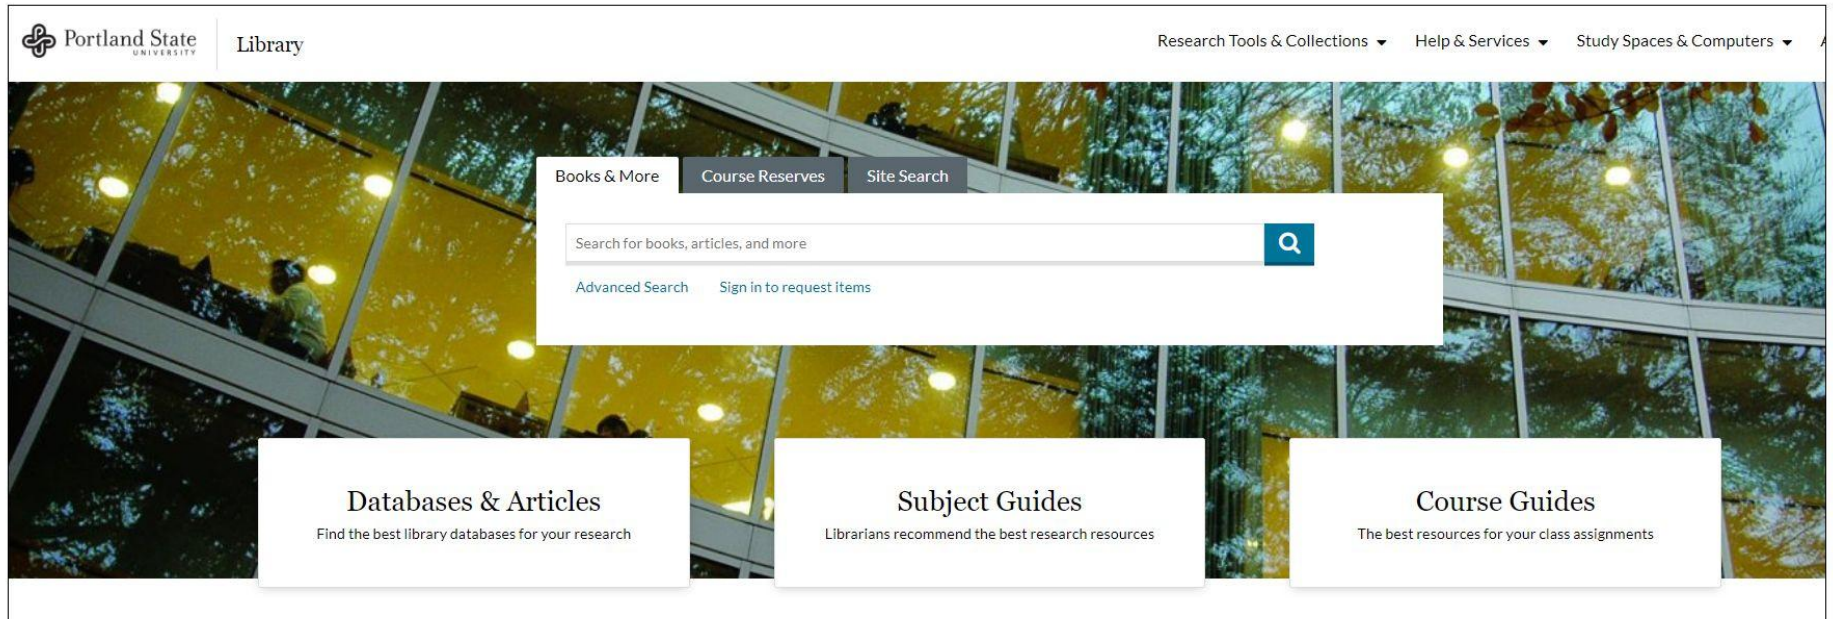 Portland State
UNIVERSITY
Library
Research Tools & Collections
Help & Services
Study Spaces & Computers
Books & More
Course Reserves
Site Search
Search for books, articles, and more
Advanced Search
Sign in to request items
Databases & Articles
Find the best library databases for your research
Subject Guides
Librarians recommend the best research resources
Course Guides
The best resources for your class assignments